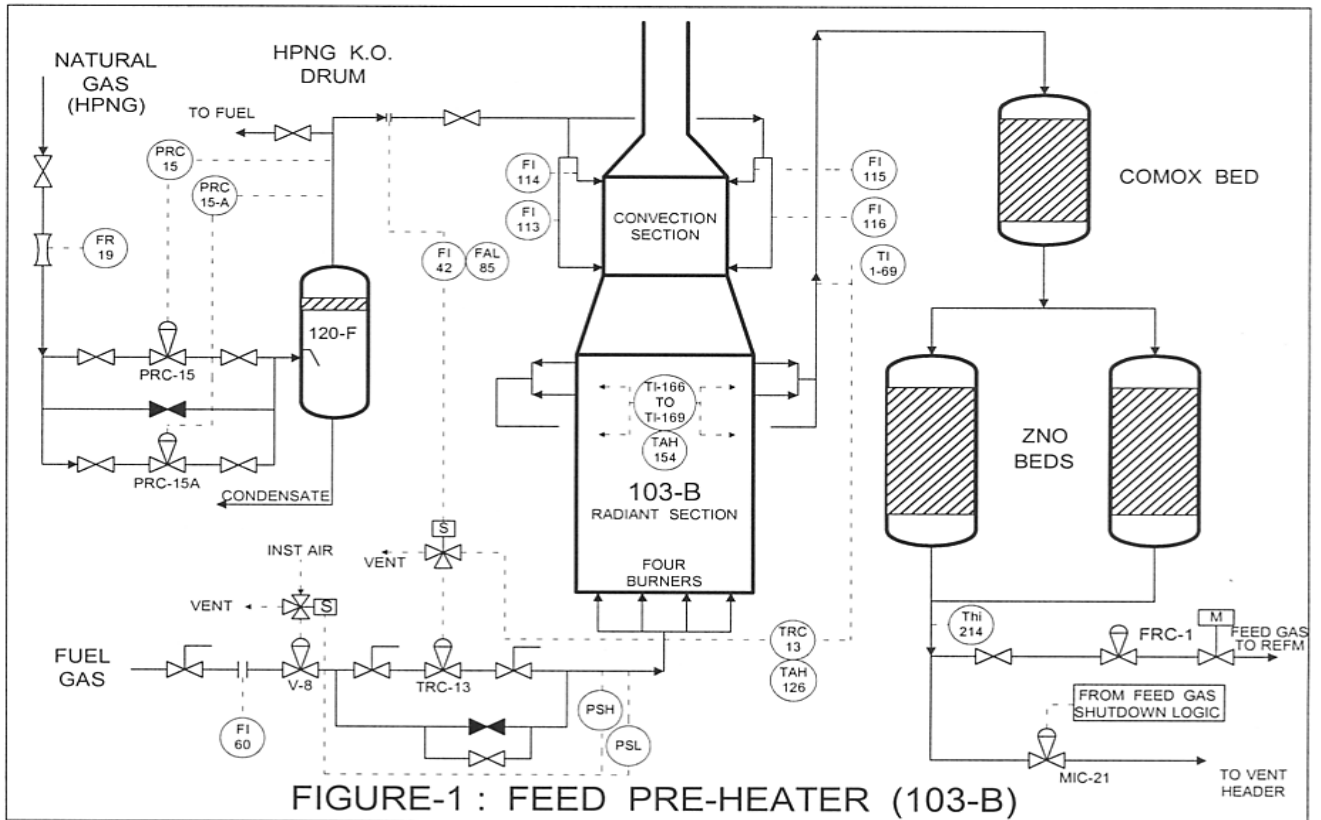 NATURAL
GAS
(HPNG)
HPNG K.O.
DRUM
TO FUEL
PRC
15
PRC
15-A
FR
19
120-F
PRC-15
PRC-15A
CONDENSATE
FI
42
FAL
85
FI
114
FI
113
FI
115
FI
116
TI
1-69
CONVECTION
SECTION
TI-166
TO
TI-169
TAH
154
103-B
RADIANT SECTION
FOUR
BURNERS
COMOX BED
ZNO
BEDS
S
VENT
INST AIR
VENT
S
FUEL
GAS
V-8
TRC-13
FI
60
PSH
PSL
TRC
13
TAH
126
Thi
214
FRC-1
M
FEED GAS
TO REFM
FROM FEED GAS
SHUTDOWN LOGIC
MIC-21
TO VENT
HEADER
FIGURE-1 : FEED PRE-HEATER (103-B)